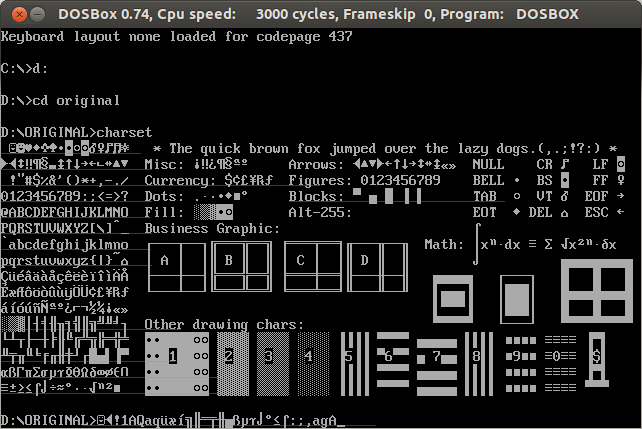 DOSBox 0.74, Cpu speed: 3000 cycles, Frameskip 0, Program: DOSBOX
Keyboard layout none loaded for codepage 437
C:\>d:
D:\>cd original
D:\ORIGINAL>charset
* The quick brown fox jumped over the lazy dogs.(,.;!?:) *
Misc: ¡!!¿¶§ªº Arrows: ◄▲▼►←↑↓→↕↨‡«» NULL CR ♪ LF ◘
!"#$%&'()*+,-./ Currency: $¢£¥₧ƒ Figures: 0123456789 BELL • BS ◘ FF ♀
0123456789:;<=>? Dots: Blocks: TAB ○ VT ♂ EOF →
@ABCDEFGHIJKLMNO Fill: Alt-255: EOT ♦ DEL ⌂ ESC ←
PQRSTUVWXYZ[\]^_ Business Graphic:
`abcdefghijklmno A B C D Math: ∫xⁿ·dx ≡ Σ ∫x²ⁿ·δx
pqrstuvwxyz{|}~⌂
ÇüéâäàåçêëèïîìÄÅ
ÉæÆôöòûùÿÖÜ¢£¥₧ƒ
áíóúñÑªº¿⌐¬½¼¡«»
Other drawing chars:
1 2 3 4 5 6 7 8 9 0 $
αßΓπΣσµτΦΘΩδ∞φε∩
≡±≥≤⌠⌡÷≈°∙·√ⁿ²■
D:\ORIGINAL>